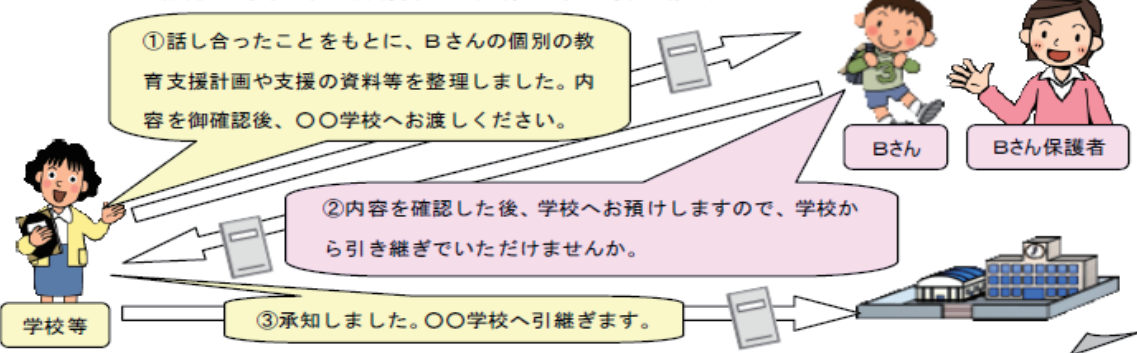 ①話し合ったことをもとに、Bさんの個別の教
育支援計画や支援の資料等を整理しました。内
容を御確認後、〇〇学校へお渡しください。
Bさん
Bさん保護者
②内容を確認した後、学校へお預けしますので、学校か
ら引き継ぎでいただけませんか。
学校等
③承知しました。〇〇学校へ引継ぎます。